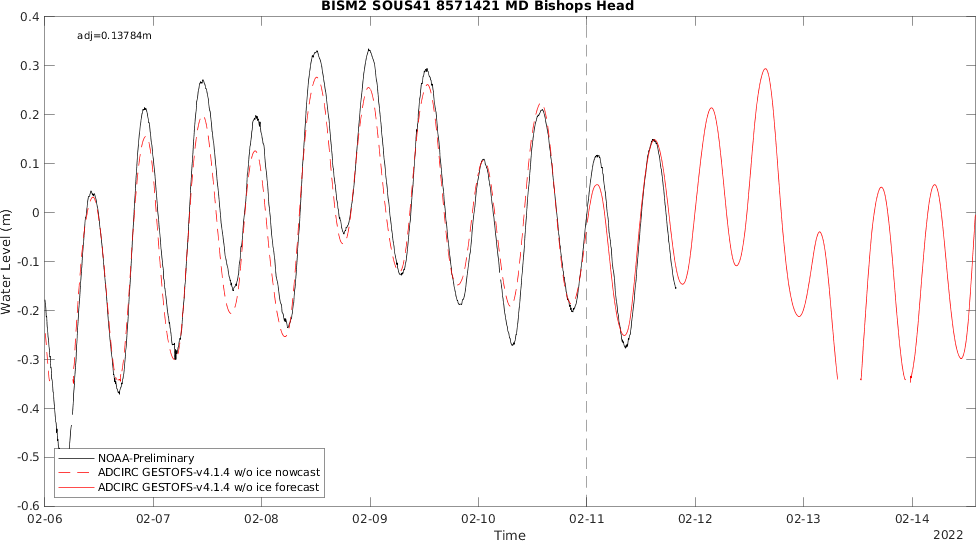 BISM2 SOUS41 8571421 MD Bishops Head
adj=0.13784m
0.4
0.3
0.2
0.1
0
-0.1
-0.2
-0.3
-0.4
-0.5
-0.6
Water Level (m)
NOAA-Preliminary
ADCIRC GESTOFS-v4.1.4 w/o ice nowcast
ADCIRC GESTOFS-v4.1.4 w/o ice forecast
02-06 02-07 02-08 02-09 02-10 02-11 02-12 02-13 02-14
Time
2022